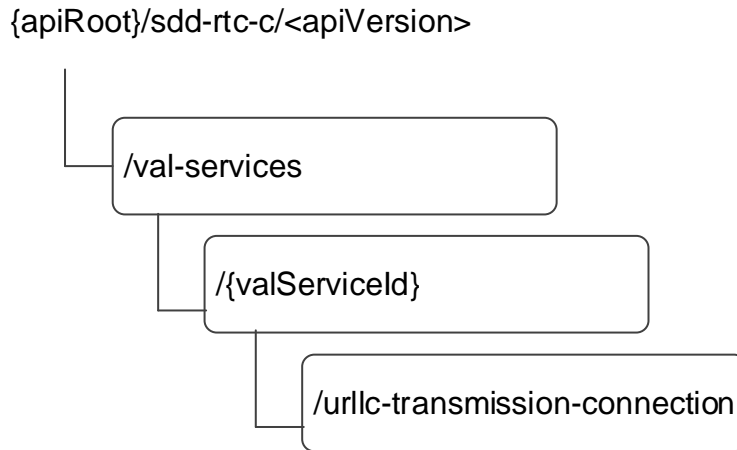 {apiRoot}/sdd-rtc-c/<apiVersion>
/val-services
/{valServiceId}
/urllc-transmission-connection